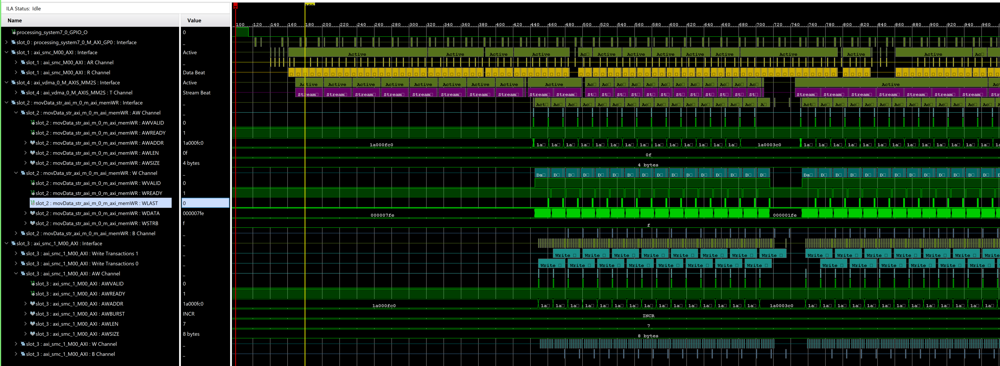 ILA Status: Idle
Name Value
processing_system7_0_GPIO_O 0
slot_0 : processing_system7_0_M_AXI_GP0 : Interface _
slot_1 : axi_smc_M00_AXI : Interface Active
slot_1 : axi_smc_M00_AXI : AR Channel _
slot_1 : axi_smc_M00_AXI : R Channel Data Beat
slot_4 : axi_vdma_0_M_AXIS_MM2S : Interface Active
slot_4 : axi_vdma_0_M_AXIS_MM2S : T Channel Stream Beat
slot_2 : movData_str_axi_m_0_m_axi_memWR : Interface _
slot_2 : movData_str_axi_m_0_m_axi_memWR : AW Channel _
slot_2 : movData_str_axi_m_0_m_axi_memWR : AWVALID 0
slot_2 : movData_str_axi_m_0_m_axi_memWR : AWREADY 1
slot_2 : movData_str_axi_m_0_m_axi_memWR : AWADDR 1a000fc0
slot_2 : movData_str_axi_m_0_m_axi_memWR : AWLEN 0f
slot_2 : movData_str_axi_m_0_m_axi_memWR : AWSIZE 4 bytes
slot_2 : movData_str_axi_m_0_m_axi_memWR : W Channel _
slot_2 : movData_str_axi_m_0_m_axi_memWR : WVALID 0
slot_2 : movData_str_axi_m_0_m_axi_memWR : WREADY 1
slot_2 : movData_str_axi_m_0_m_axi_memWR : WLAST 0
slot_2 : movData_str_axi_m_0_m_axi_memWR : WDATA 000007fe
slot_2 : movData_str_axi_m_0_m_axi_memWR : WSTRB f
slot_2 : movData_str_axi_m_0_m_axi_memWR : B Channel _
slot_3 : axi_smc_1_M00_AXI : Interface _
slot_3 : axi_smc_1_M00_AXI : Write Transactions 1 _
slot_3 : axi_smc_1_M00_AXI : Write Transactions 0 _
slot_3 : axi_smc_1_M00_AXI : AW Channel _
slot_3 : axi_smc_1_M00_AXI : AWVALID 0
slot_3 : axi_smc_1_M00_AXI : AWREADY 1
slot_3 : axi_smc_1_M00_AXI : AWADDR 1a000fc0
slot_3 : axi_smc_1_M00_AXI : AWBURST INCR
slot_3 : axi_smc_1_M00_AXI : AWLEN 7
slot_3 : axi_smc_1_M00_AXI : AWSIZE 8 bytes
slot_3 : axi_smc_1_M00_AXI : W Channel _
slot_3 : axi_smc_1_M00_AXI : B Channel _
100 120 140 160 180 200 220 240 260 280 300 320 340 360 380 400 420 440 460 480 500 520 540 560 580 600 620 640 660 680 700 720 740 760 780 800 820 840 860 880 900 920 940 960
Active Active Active Active Ac Active Active Active Active Active Active Active Active Ac
Active Active Active Active Active Active Active Active Active Ac Ac Ac Ac Ac Ac Ac Ac Ac Ac Ac Ac Active
Stream Stream Stream Stream Stream Stream Stream Stream Stream Stream St St St St St St St St St St St St Stream Stream Stream Stream Stream Stream Stream
Act Ac Ac Ac Ac Ac Ac Ac Ac Ac Ac Ac Ac Ac Ac A Act Ac Ac Ac Ac Ac Ac Ac Ac Ac Ac Ac Ac
1a000fc0 1a 1a 1a 1a 1a 1a 1a 1a 1a 1a 1a 1a 1a 1a 1a0003c0 1a 1a 1a 1a 1a 1a 1a 1a 1a 1a 1a 1a 1a
0f
4 bytes
Da D D D D D D D D D D D D D D D Da D D D D D D D D D D D D
000007fe 000001fe
f
Write Write Write Write Write Write Write Write Write Write Write Write Write Write Write
Write Write Write Write Write Write Write Write Write Write Write Write Write Write
1a000fc0 1a 1a 1a 1a 1a 1a 1a 1a 1a 1a 1a 1a 1a 1a 1a 1a0003c0 1a 1a 1a 1a 1a 1a 1a 1a 1a 1a 1a 1a 1a
INCR
7
8 bytes